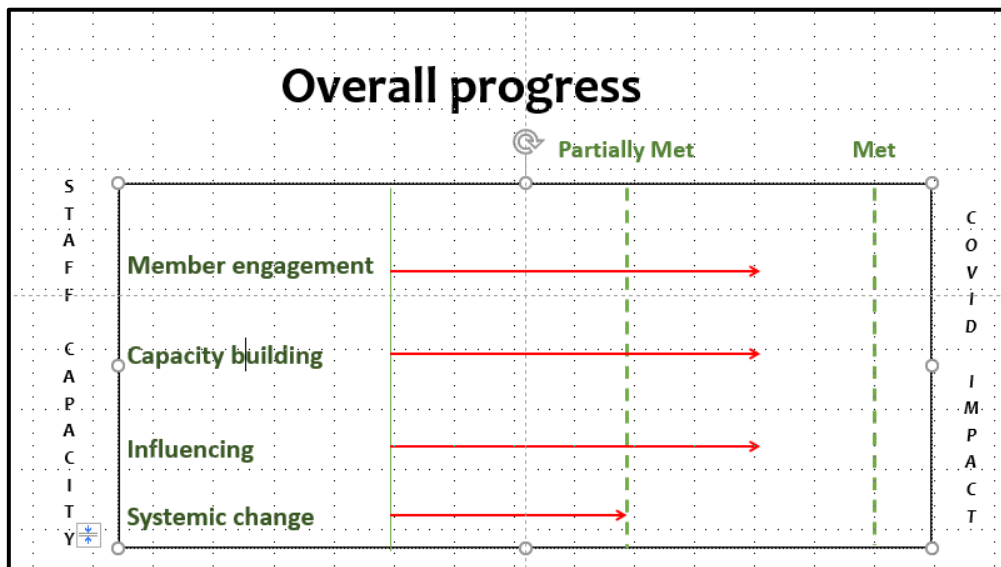 Overall progress
Partially Met
Met
STAFF CAPACITY
Member engagement
Capacity building
Influencing
Systemic change
COVID IMPACT